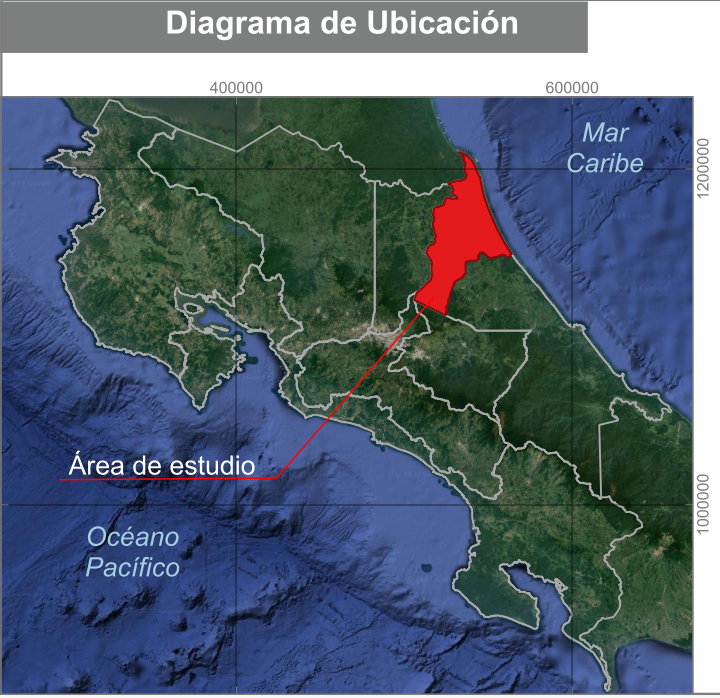 Diagrama de Ubicación
400000
600000
Mar
Caribe
1200000
Área de estudio
1000000
Océano
Pacífico